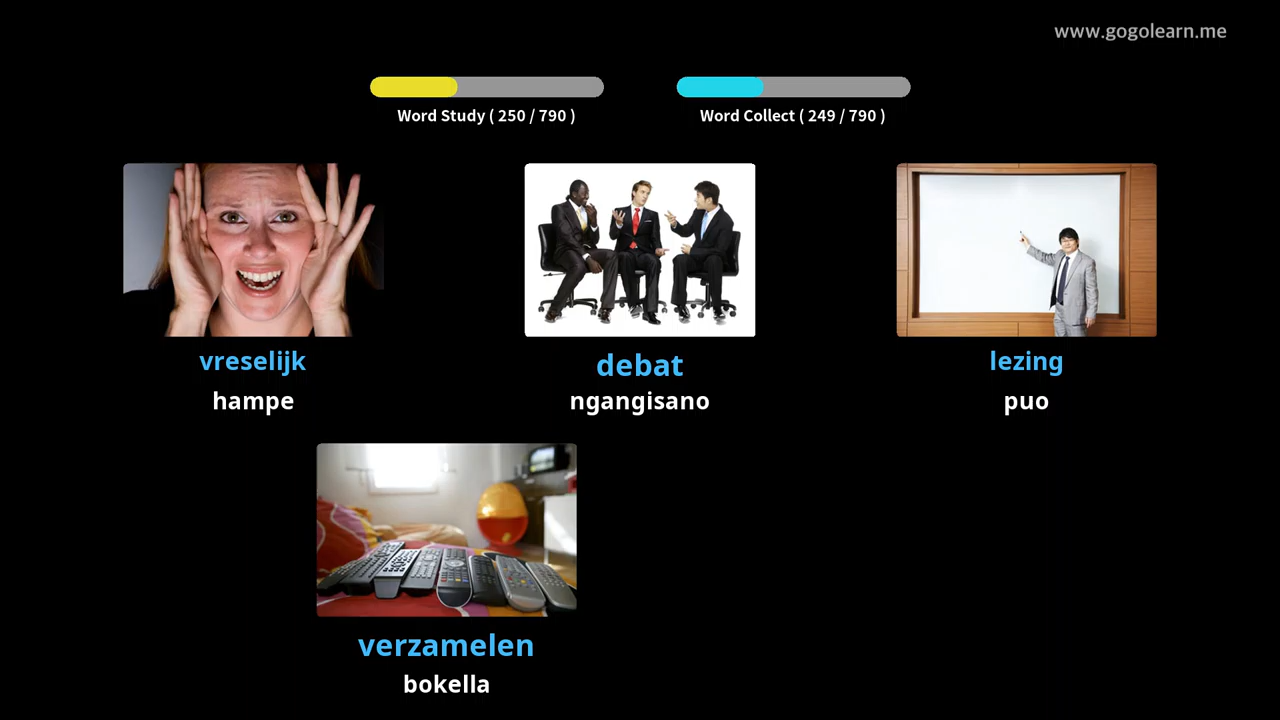 www.gogolearn.me
Word Study ( 250 / 790 )
Word Collect ( 249 / 790 )
vreselijk
hampe
debat
ngangisano
lezing
puo
verzamelen
bokella